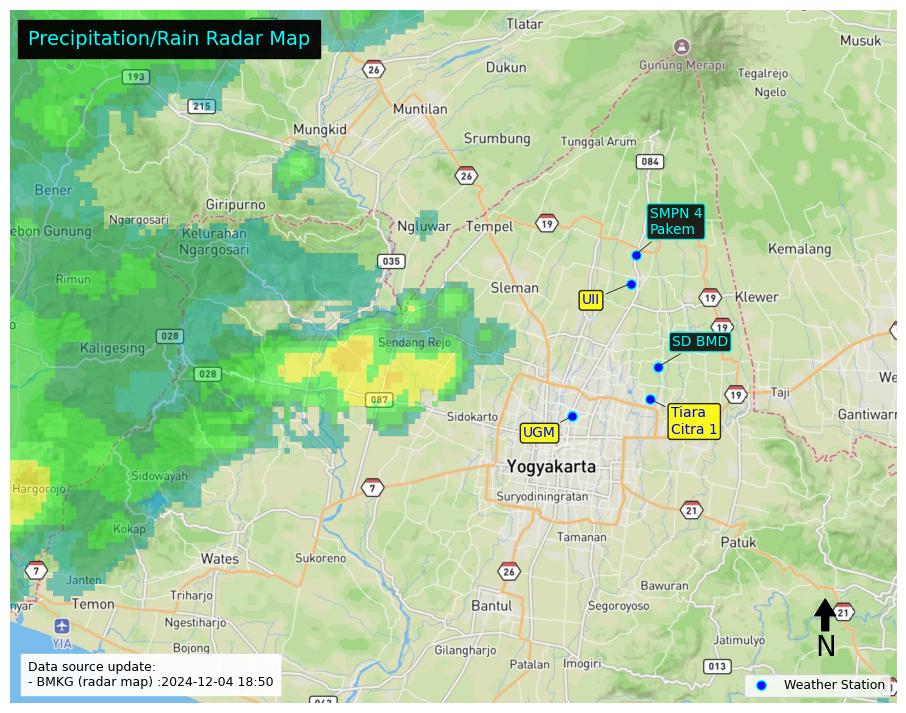 Precipitation/Rain Radar Map
Tlatar
Musuk
26
Dukun
Gunung Merapi
Tegalrejo
193
Ngelo
215
Muntilan
Mungkid
Srumbung
Tunggal Arum
084
26
Bener
Giripurno
SMPN 4
Pakem
Ngargosari
Ngluwar
Tempel
19
ebon Gunung
Kelurahan
Ngargosari
Kemalang
035
Rimun
Sleman
UII
19
Klewer
19
028
Kaligesing
Sendang Rejo
SD BMD
028
We
087
19
Taji
Sidokarto
Tiara
Citra 1
Gantiwarr
UGM
Yogyakarta
Sidowayah
Hargorojo
7
Suryodiningratan
21
Kokap
Tamanan
Patuk
Wates
Sukoreno
7
Janten
26
Bawuran
nyar
Temon
Triharjo
Bantul
Segoroyoso
21
Ngestiharjo
N
YIA
Bojong
Gilangharjo
Jatimulyo
Patalan
Imogiri
013
Data source update:
- BMKG (radar map) :2024-12-04 18:50
Weather Station